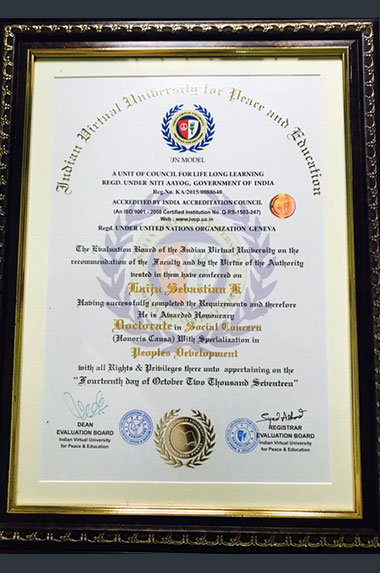 Indian Virtual University for Peace and Education
IN MODEL
A UNIT OF COUNCIL FOR LIFE LONG LEARNING
REGD. UNDER NITI AAYOG, GOVERNMENT OF INDIA
Reg.No. KA/2015/0088640
ACCREDITED BY INDIA ACCREDITATION COUNCIL
(An ISO 9001 - 2008 Certified Institution No. Q-RS-1503-247)
Web : www.ivup.co.in
Regd. UNDER UNITED NATIONS ORGANIZATION GENEVA
The Evaluation Board of the Indian Virtual University on the
recommendation of the Faculty and by the Virtue of the Authority
vested in them have conferred on
Laiju Sebastian K
Having successfully completed the Requirements and therefore
He is Awarded Honourary
Doctorate in Social Concern
(Honoris Causa) With Specialization in
Peoples Development
with all Rights & Privileges there unto appertaining on the
"Fourteenth day of October Two Thousand Seventeen"
DEAN
EVALUATION BOARD
Indian Virtual University
for Peace & Education
REGISTRAR
EVALUATION BOARD
Indian Virtual University
for Peace & Education